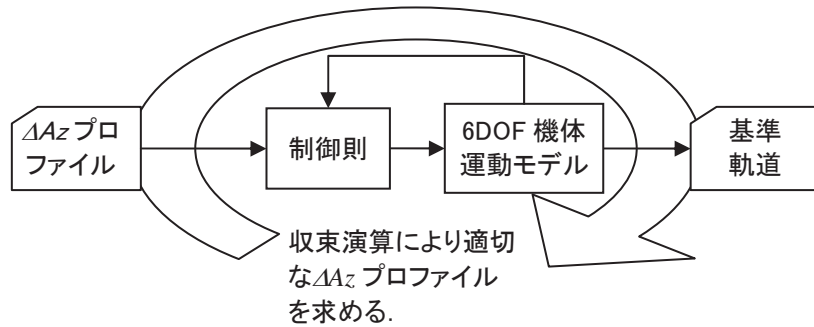 ΔAz プロ
ファイル
制御則
6DOF 機体
運動モデル
基準
軌道
収束演算により適切
なΔAz プロファイル
を求める.